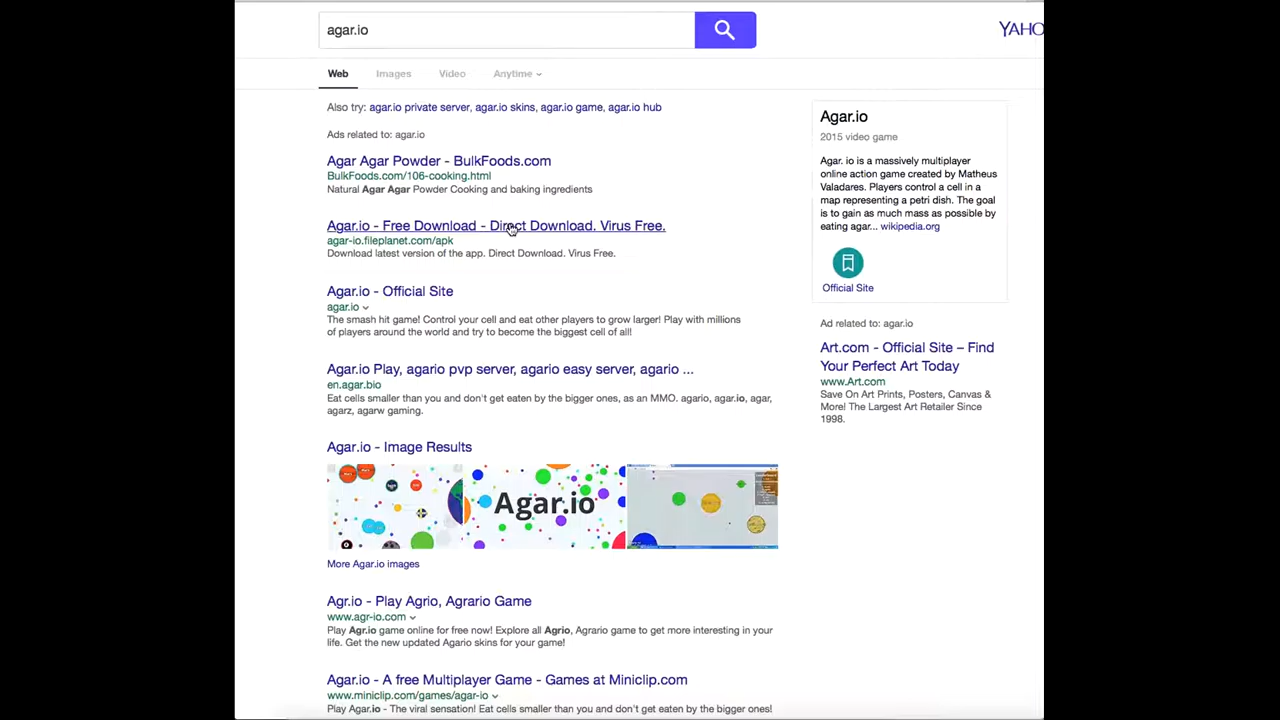 agar.io
YAHO
Web Images Video Anytime
Also try: agar.io private server, agar.io skins, agar.io game, agar.io hub
Ads related to: agar.io
Agar Agar Powder - BulkFoods.com
BulkFoods.com/106-cooking.html
Natural Agar Agar Powder Cooking and baking ingredients
Agar.io - Free Download - Direct Download. Virus Free.
agar-io.fileplanet.com/apk
Download latest version of the app. Direct Download. Virus Free.
Agar.io - Official Site
agar.io
The smash hit game! Control your cell and eat other players to grow larger! Play with millions
of players around the world and try to become the biggest cell of all!
Agar.io Play, agario pvp server, agario easy server, agario ...
en.agar.bio
Eat cells smaller than you and don't get eaten by the bigger ones, as an MMO. agario, agar.io, agar,
agarz, agarw gaming.
Agar.io - Image Results
Agar.io
More Agar.io images
Agr.io - Play Agrio, Agrario Game
www.agr-io.com
Play Agr.io game online for free now! Explore all Agrio, Agrario game to get more interesting in your
life. Get the new updated Agario skins for your game!
Agar.io - A free Multiplayer Game - Games at Miniclip.com
www.miniclip.com/games/agar-io
Play Agar.io - The viral sensation! Eat cells smaller than you and don't get eaten by the bigger ones!
Agar.io
2015 video game
Agar. io is a massively multiplayer
online action game created by Matheus
Valadares. Players control a cell in a
map representing a petri dish. The goal
is to gain as much mass as possible by
eating agar... wikipedia.org
Official Site
Ad related to: agar.io
Art.com - Official Site – Find
Your Perfect Art Today
www.Art.com
Save On Art Prints, Posters, Canvas &
More! The Largest Art Retailer Since
1998.